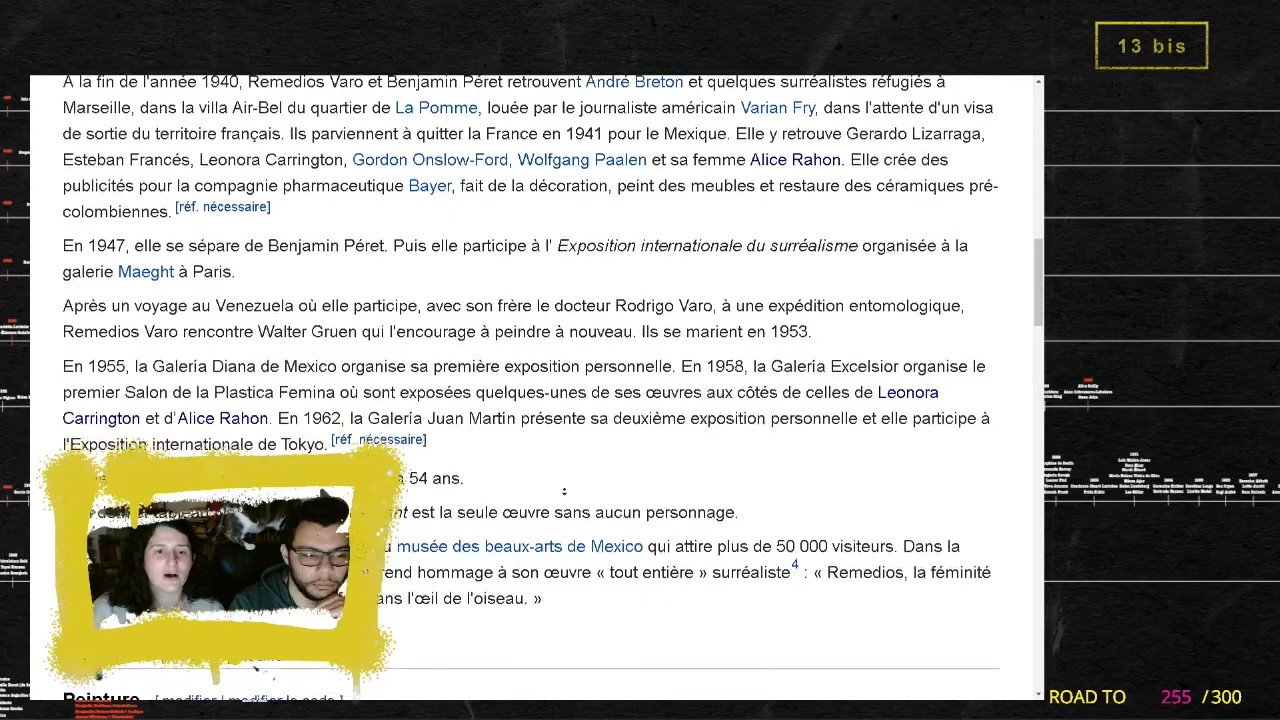 13 bis
À la fin de l'année 1940, Remedios Varo et Benjamin Péret retrouvent André Breton et quelques surréalistes réfugiés à
Marseille, dans la villa Air-Bel du quartier de La Pomme, louée par le journaliste américain Varian Fry, dans l'attente d'un visa
de sortie du territoire français. Ils parviennent à quitter la France en 1941 pour le Mexique. Elle y retrouve Gerardo Lizarraga,
Esteban Francés, Leonora Carrington, Gordon Onslow-Ford, Wolfgang Paalen et sa femme Alice Rahon. Elle crée des
publicités pour la compagnie pharmaceutique Bayer, fait de la décoration, peint des meubles et restaure des céramiques pré-
colombiennes. [réf. nécessaire]
En 1947, elle se sépare de Benjamin Péret. Puis elle participe à l' Exposition internationale du surréalisme organisée à la
galerie Maeght à Paris.
Après un voyage au Venezuela où elle participe, avec son frère le docteur Rodrigo Varo, à une expédition entomologique,
Remedios Varo rencontre Walter Gruen qui l'encourage à peindre à nouveau. Ils se marient en 1953.
En 1955, la Galería Diana de Mexico organise sa première exposition personnelle. En 1958, la Galería Excelsior organise le
premier Salon de la Plastica Femina où sont exposées quelques-unes de ses œuvres aux côtés de celles de Leonora
Carrington et d'Alice Rahon. En 1962, la Galería Juan Martin présente sa deuxième exposition personnelle et elle participe à
l'Exposition internationale de Tokyo. [réf. nécessaire]
54 ans.
est la seule œuvre sans aucun personnage.
musée des beaux-arts de Mexico qui attire plus de 50 000 visiteurs. Dans la
rend hommage à son œuvre « tout entière » surréaliste4 : « Remedios, la féminité
ans l'œil de l'oiseau. »
Peinture [ modifier | modifier le code ]
ROAD TO 255 / 300